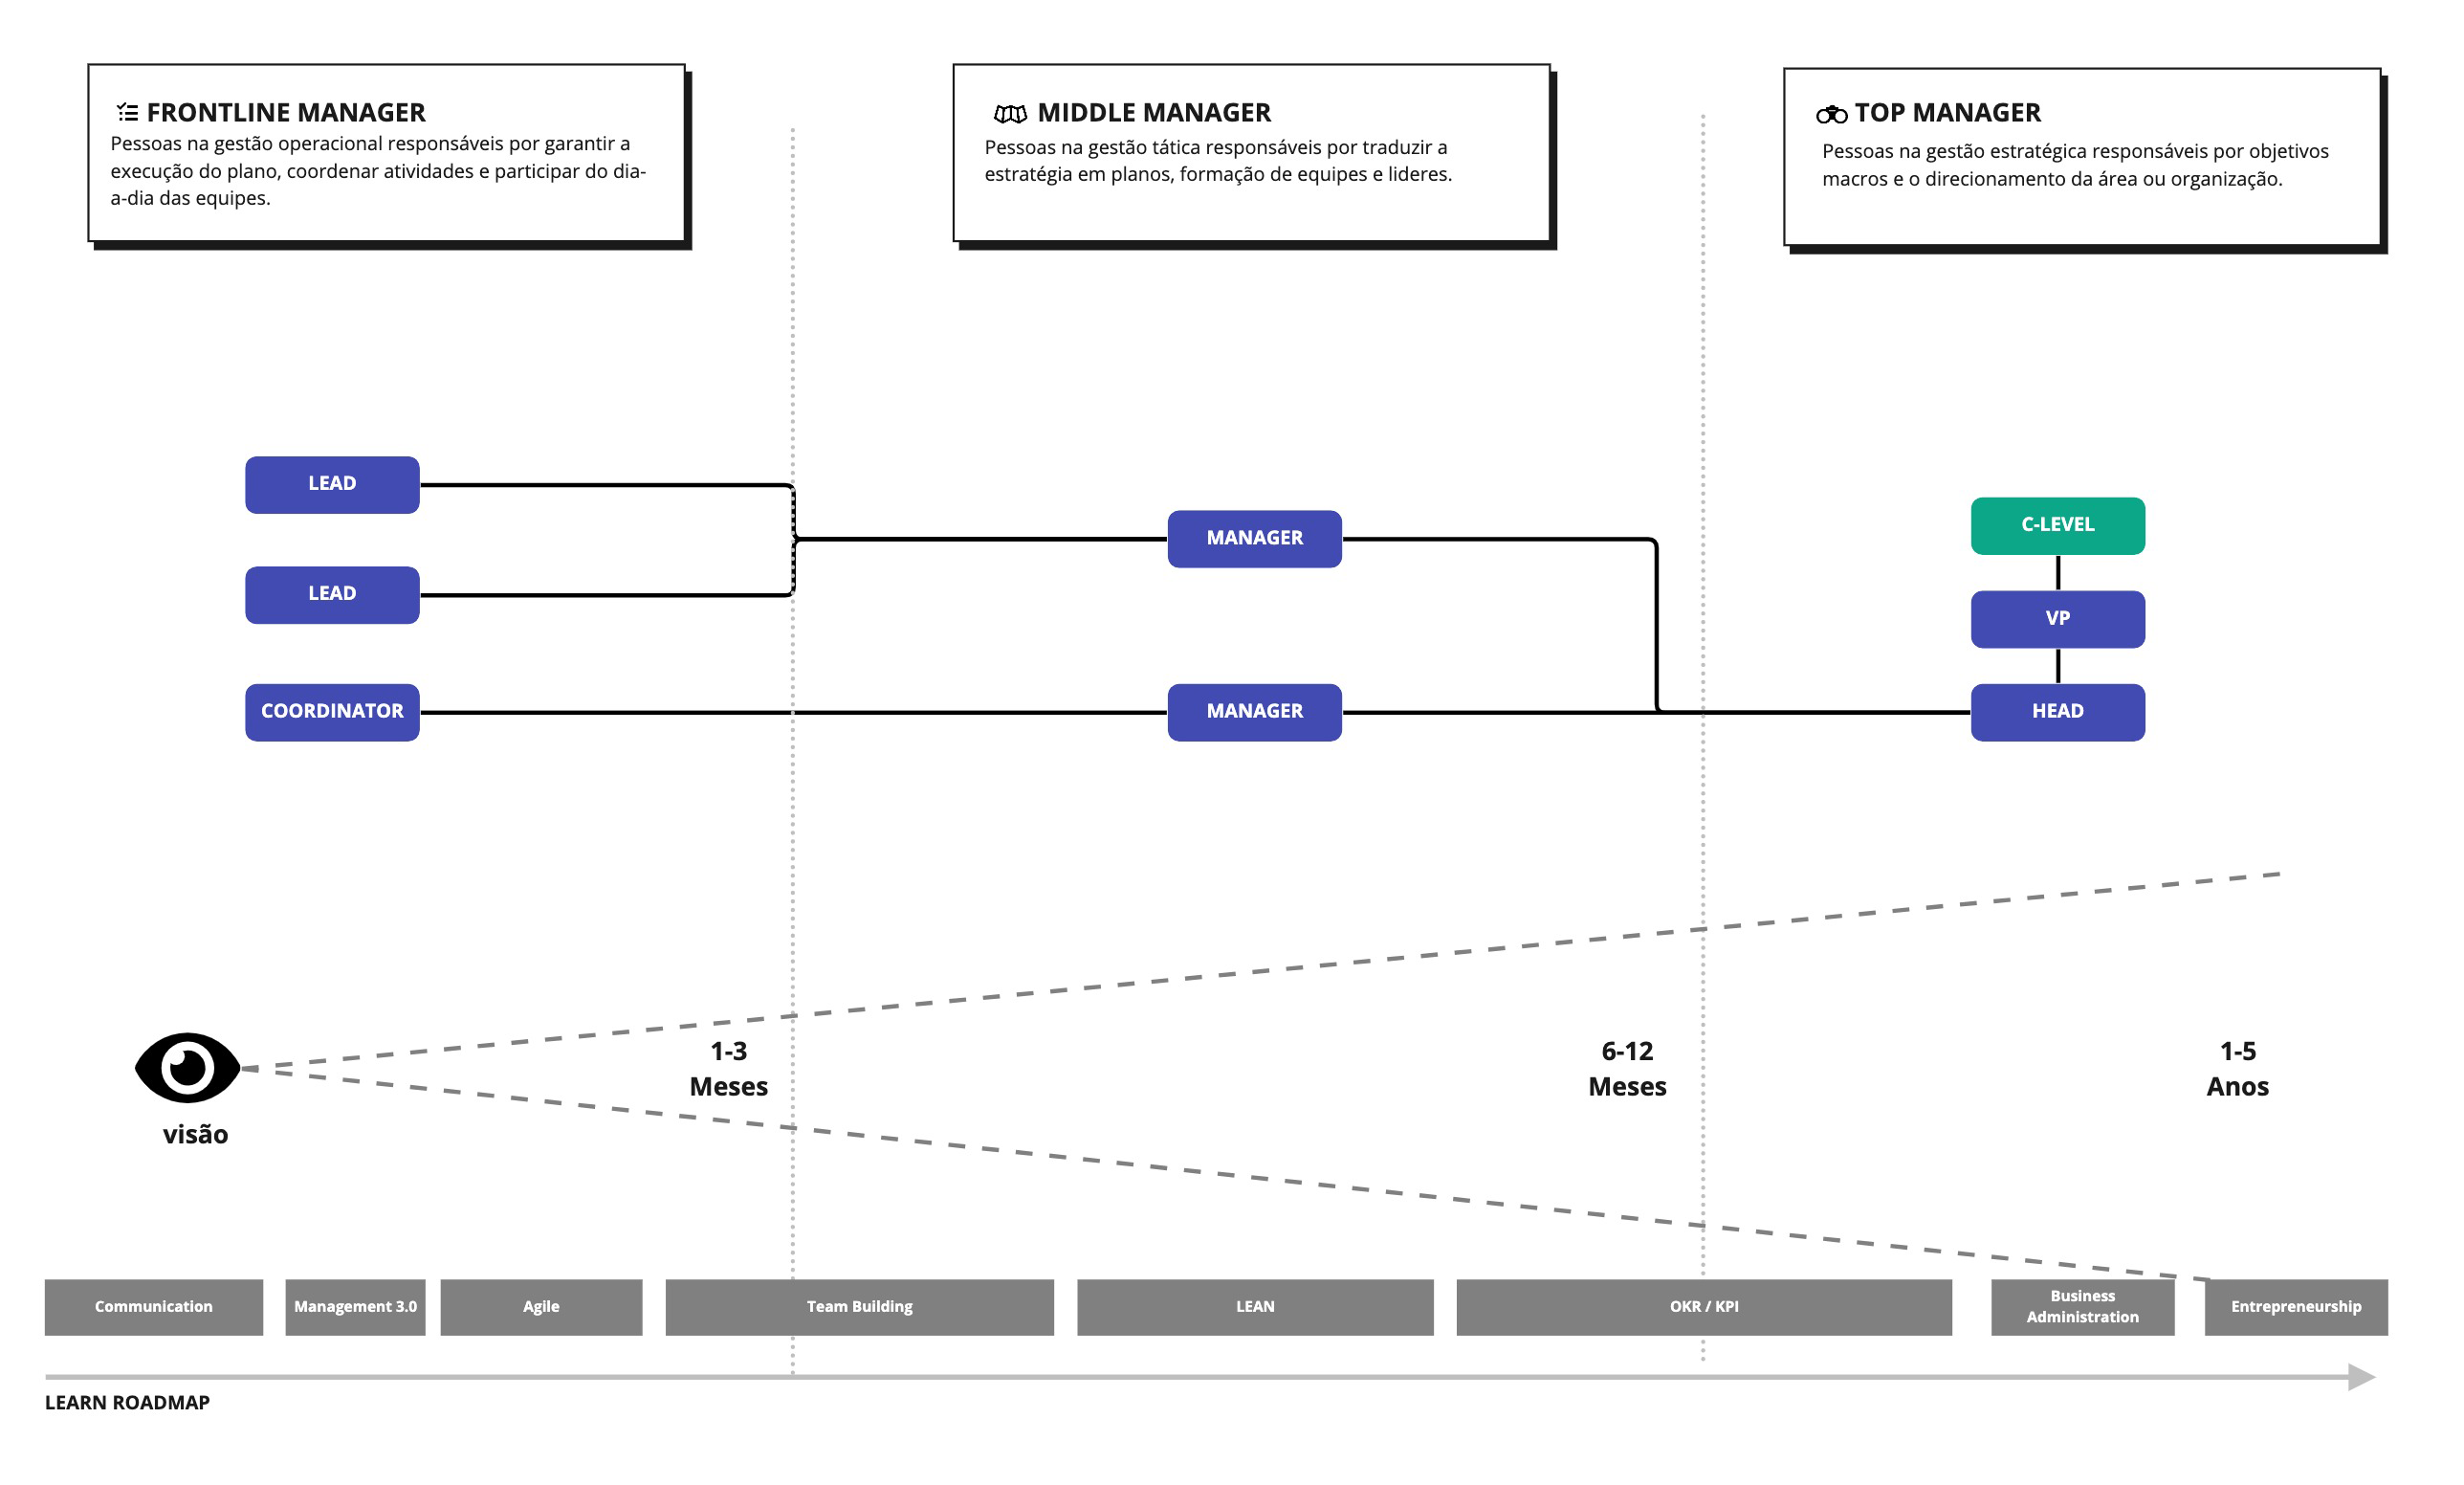 FRONTLINE MANAGER
Pessoas na gestão operacional responsáveis por garantir a
execução do plano, coordenar atividades e participar do dia-
a-dia das equipes.
MIDDLE MANAGER
Pessoas na gestão tática responsáveis por traduzir a
estratégia em planos, formação de equipes e lideres.
TOP MANAGER
Pessoas na gestão estratégica responsáveis por objetivos
macros e o direcionamento da área ou organização.
LEAD
LEAD
COORDINATOR
MANAGER
MANAGER
C-LEVEL
VP
HEAD
visão
1-3
Meses
6-12
Meses
1-5
Anos
Communication
Management 3.0
Agile
Team Building
LEAN
OKR / KPI
Business
Administration
Entrepreneurship
LEARN ROADMAP